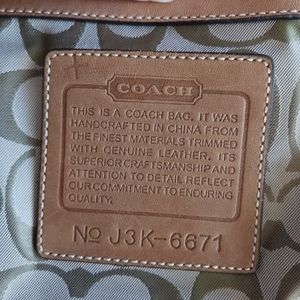 COACH
THIS IS A COACH BAG. IT WAS
HANDCRAFTED IN CHINA FROM
THE FINEST MATERIALS TRIMMED
WITH GENUINE LEATHER. ITS
SUPERIOR CRAFTSMANSHIP AND
ATTENTION TO DETAIL REFLECT
OUR COMMITMENT TO ENDURING
QUALITY.
Nº J3K-6671